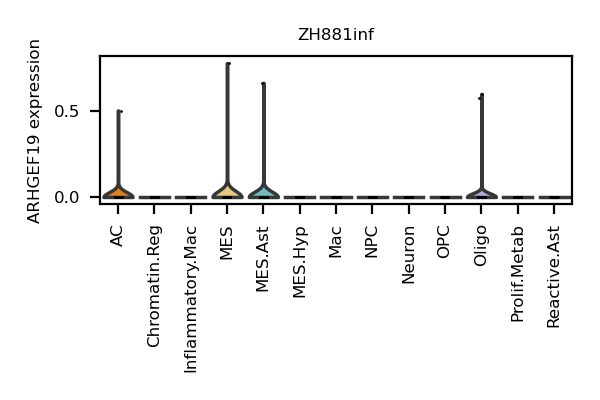 ZH881inf
ARHGEF19 expression
0.5
0.0
AC
Chromatin.Reg
Inflammatory.Mac
MES
MES.Ast
MES.Hyp
Mac
NPC
Neuron
OPC
Oligo
Prolif.Metab
Reactive.Ast